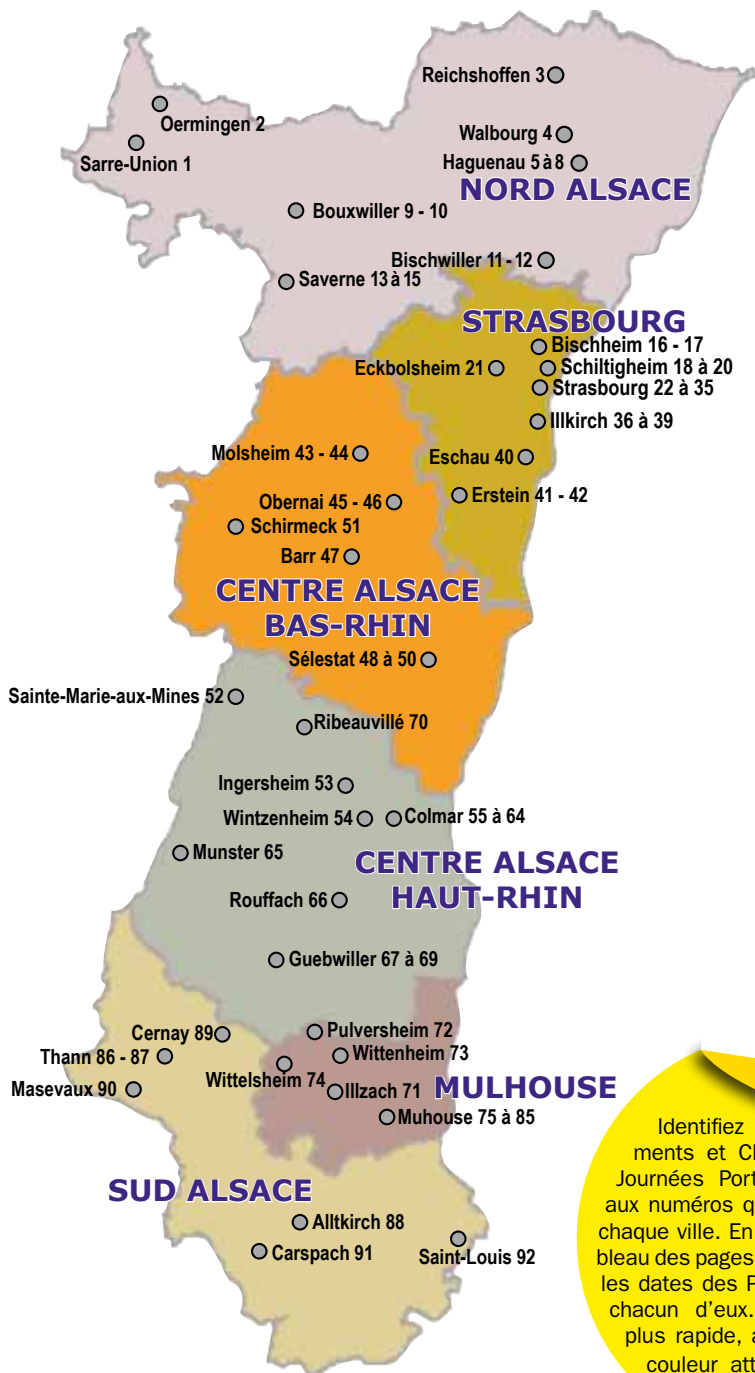 Reichshoffen 3
Oermingen 2
Walbourg 4
Sarre-Union 1
Haguenau 5 à 8
NORD ALSACE
Bouxwiller 9 - 10
Bischwiller 11 - 12
Saverne 13 à 15
STRASBOURG
Bischheim 16 - 17
Eckbolsheim 21
Schiltigheim 18 à 20
Strasbourg 22 à 35
Illkirch 36 à 39
Molsheim 43 - 44
Eschau 40
Obernai 45 - 46
Erstein 41 - 42
Schirmeck 51
Barr 47
CENTRE ALSACE
BAS-RHIN
Sélestat 48 à 50
Sainte-Marie-aux-Mines 52
Ribeauvillé 70
Ingersheim 53
Wintzenheim 54
Colmar 55 à 64
Munster 65
CENTRE ALSACE
HAUT-RHIN
Rouffach 66
Guebwiller 67 à 69
Cernay 89
Pulversheim 72
Thann 86 - 87
Wittenheim 73
Wittelsheim 74
Masevaux 90
Illzach 71
MULHOUSE
Muhouse 75 à 85
SUD ALSACE
Alltkirch 88
Carspach 91
Saint-Louis 92
Identifiez
ments et
Journées
aux numéros
chaque ville. En
bleau des pages
les dates des
chacun d'eux.
plus rapide,
couleur